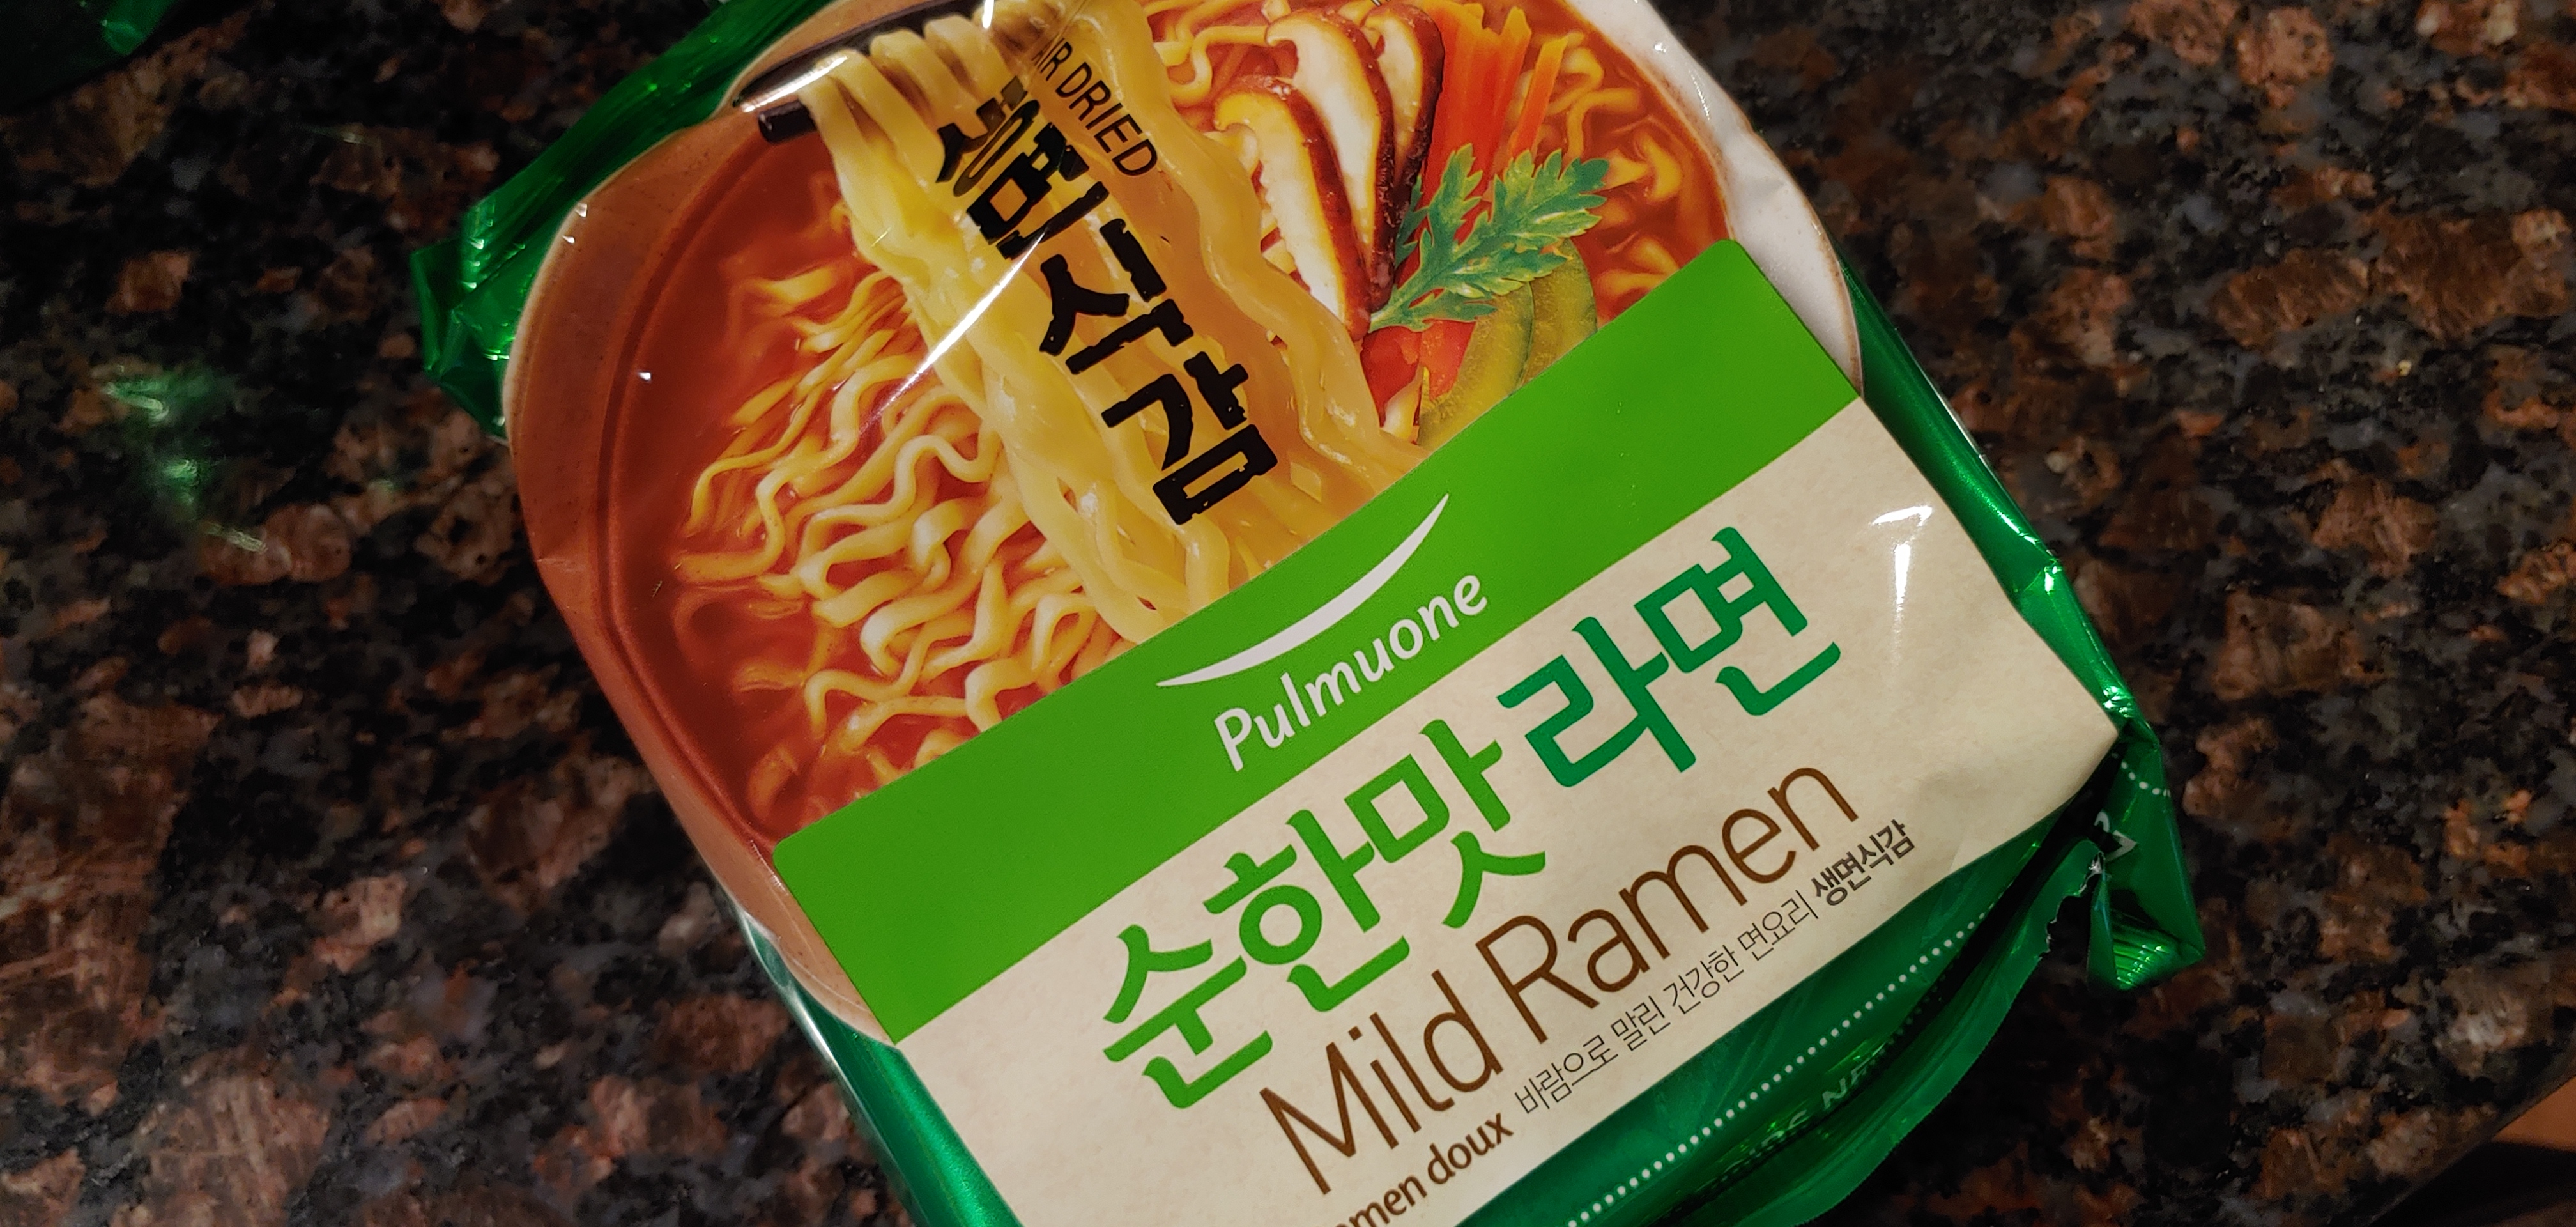 AIR DRIED
생면식감
Pulmuone
순한맛 라면
Mild Ramen
doux 바람으로 말린 건강한 면요리 생면식감